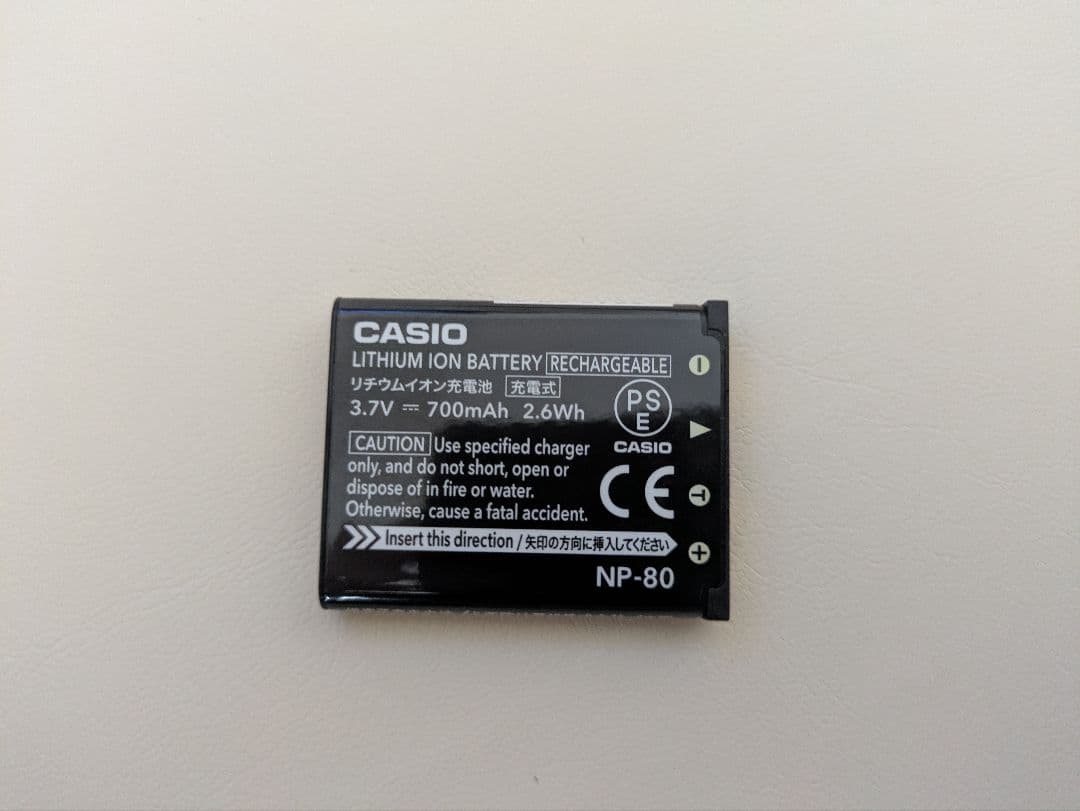 CASIO
LITHIUM ION BATTERY RECHARGEABLE
リチウムイオン充電池 充電式
3.7V ⎓ 700mAh 2.6Wh
PS
E
CASIO
CAUTION Use specified charger
only, and do not short, open or
dispose of in fire or water.
Otherwise, cause a fatal accident.
CE
Insert this direction / 矢印の方向に挿入してください
NP-80
−
T
+